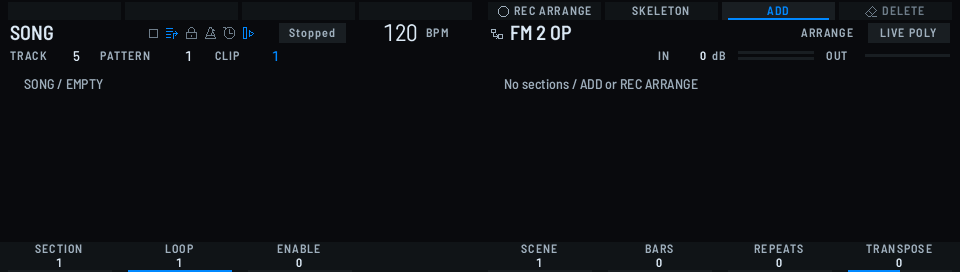 REC ARRANGE SKELETON ADD DELETE
SONG Stopped 120 BPM FM 2 OP ARRANGE LIVE POLY
TRACK 5 PATTERN 1 CLIP 1 IN 0 dB OUT
SONG / EMPTY No sections / ADD or REC ARRANGE
SECTION LOOP ENABLE SCENE BARS REPEATS TRANSPOSE
1 1 0 1 0 0 0